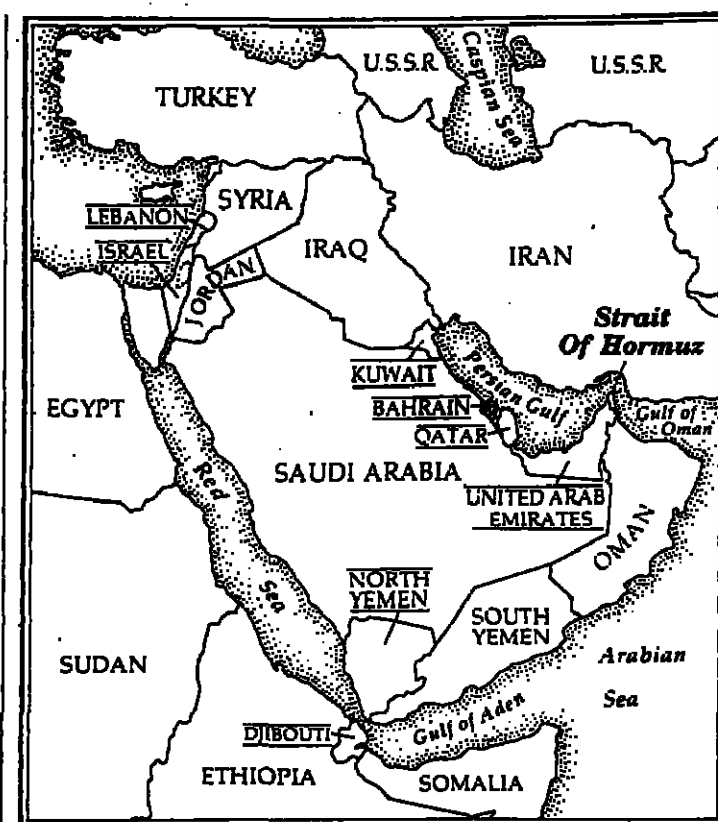 U.S.S.R
Caspian Sea
U.S.S.R
TURKEY
SYRIA
LEBANON
ISRAEL
IRAQ
IRAN
JORDAN
Strait
Of Hormuz
KUWAIT
Persian Gulf
BAHRAIN
QATAR
EGYPT
Gulf of
Oman
Red
Sea
SAUDI ARABIA
UNITED ARAB
EMIRATES
OMAN
NORTH
YEMEN
SOUTH
YEMEN
SUDAN
Arabian
Sea
DJIBOUTI
Gulf of Aden
ETHIOPIA
SOMALIA